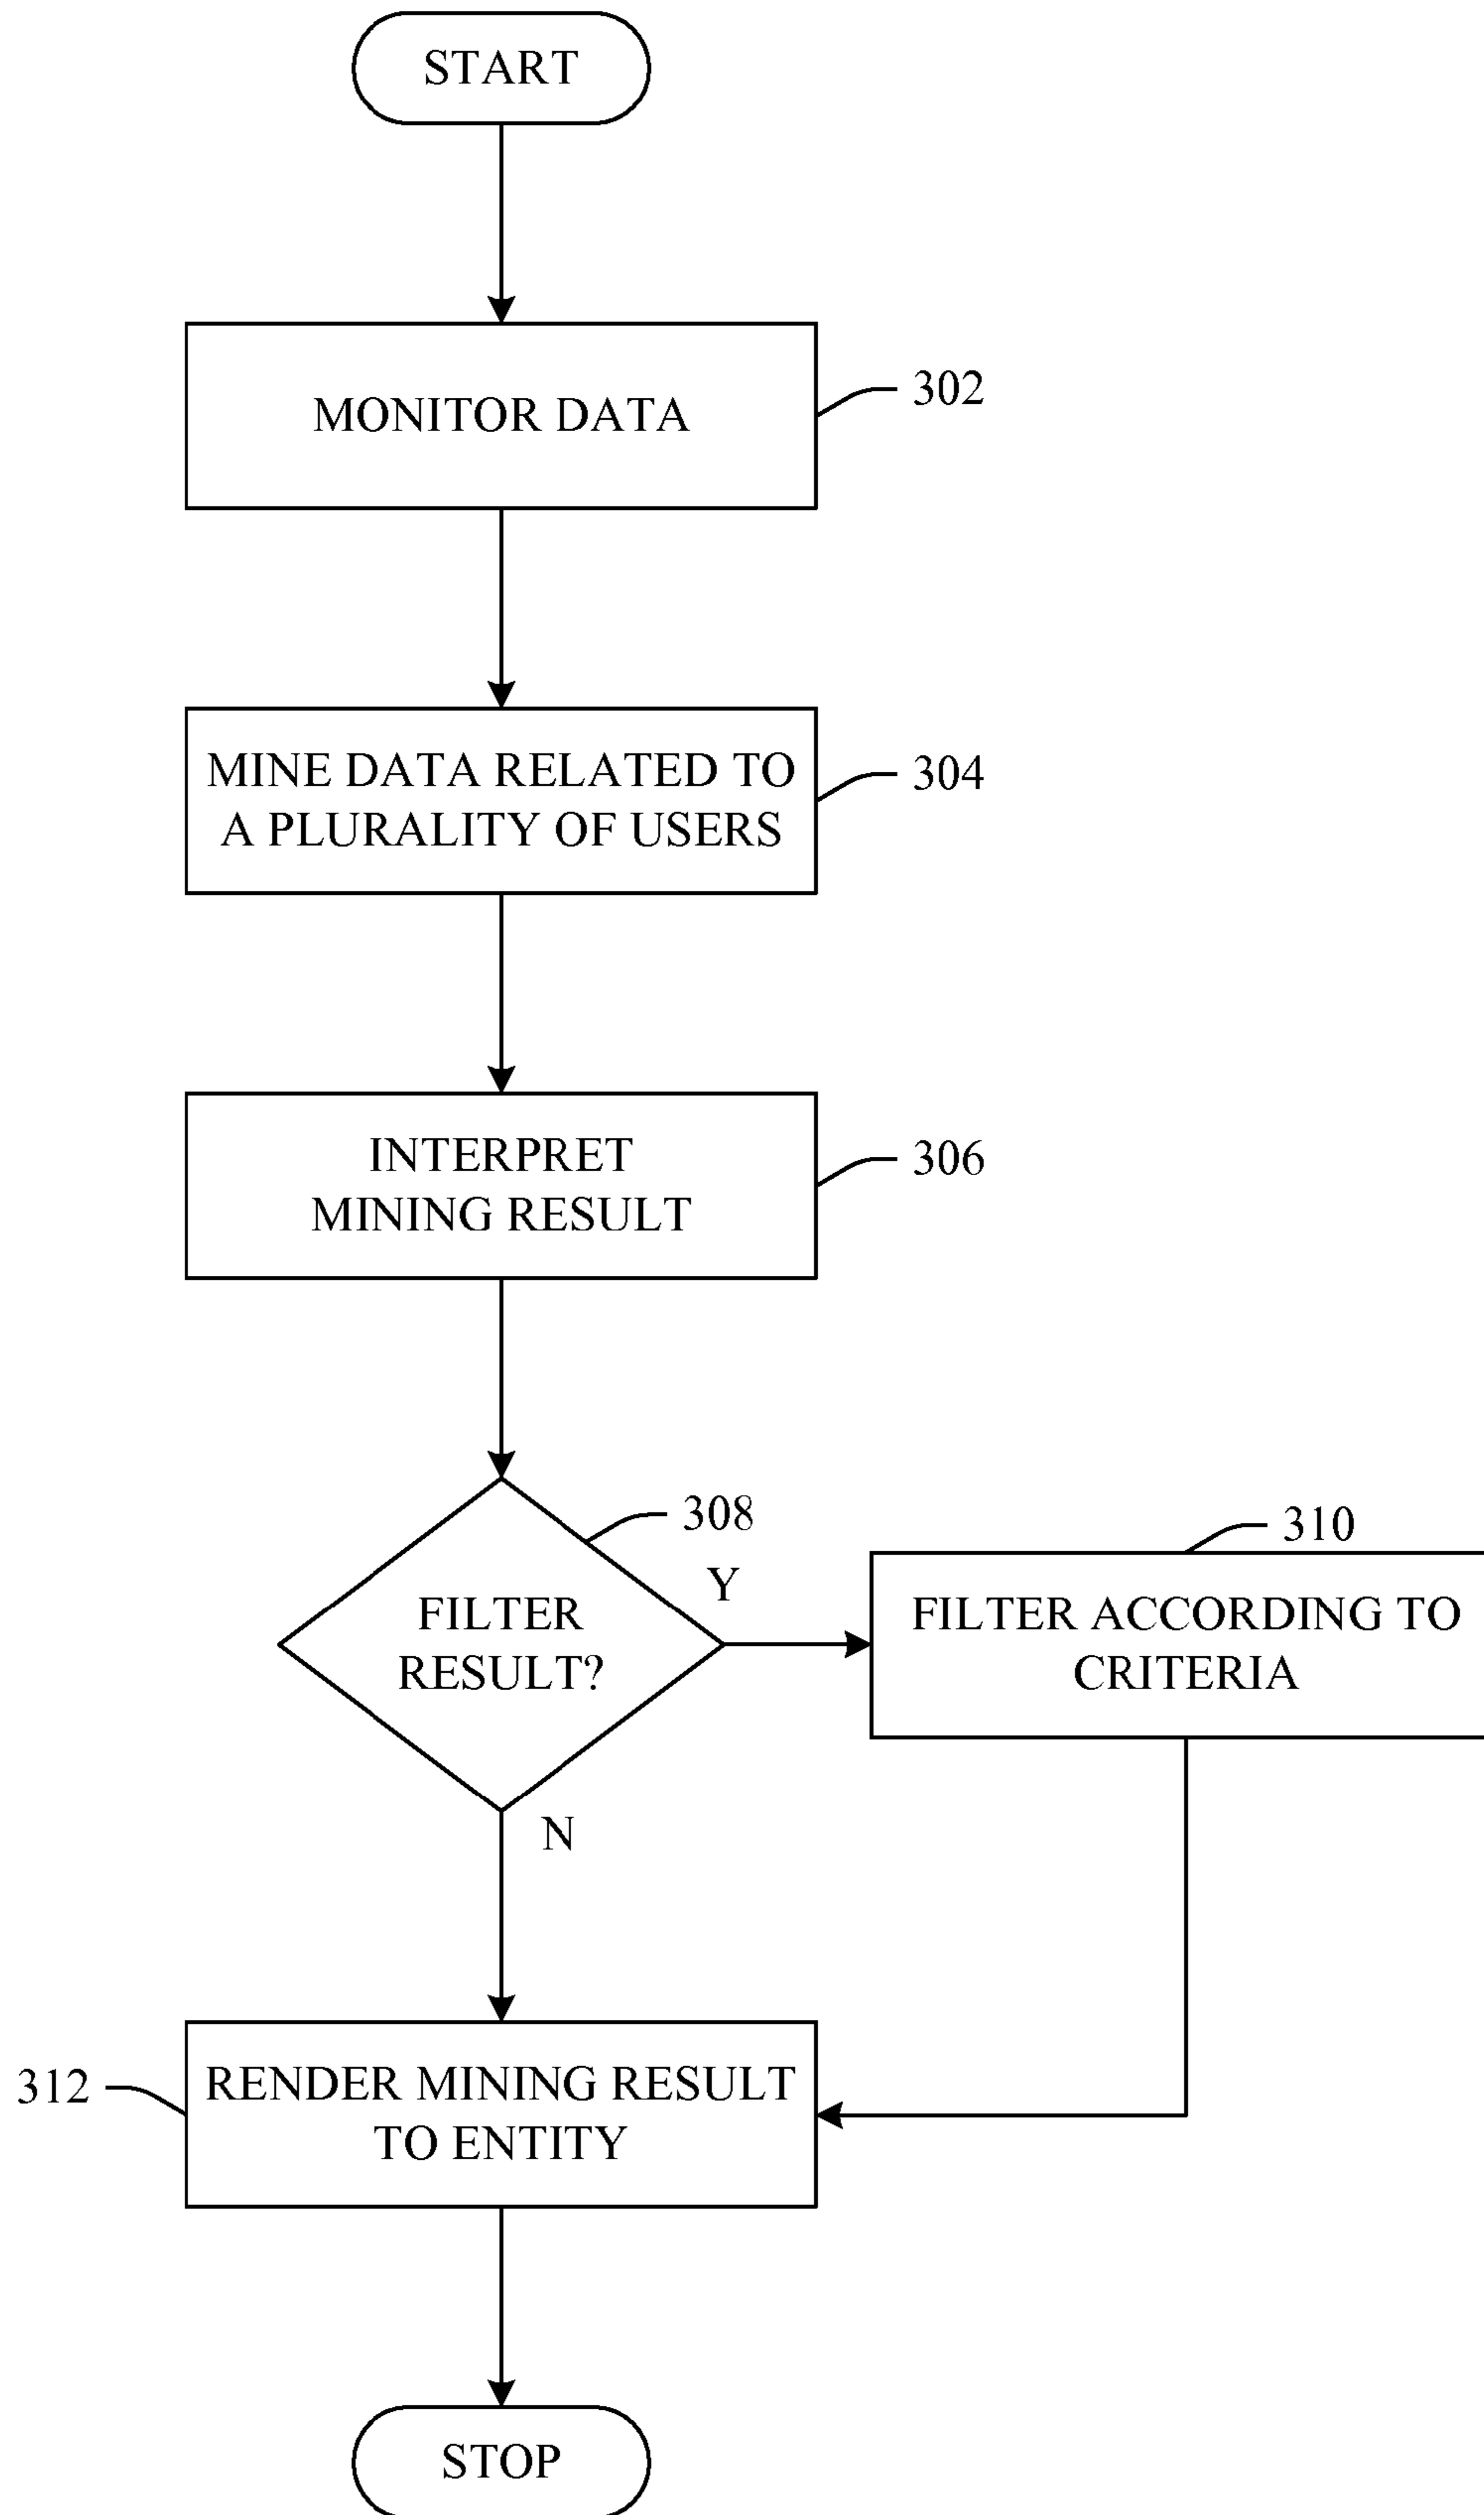 START
MONITOR DATA
302
MINE DATA RELATED TO
A PLURALITY OF USERS
304
INTERPRET
MINING RESULT
306
308
FILTER
RESULT?
Y
N
310
FILTER ACCORDING TO
CRITERIA
312
RENDER MINING RESULT
TO ENTITY
STOP